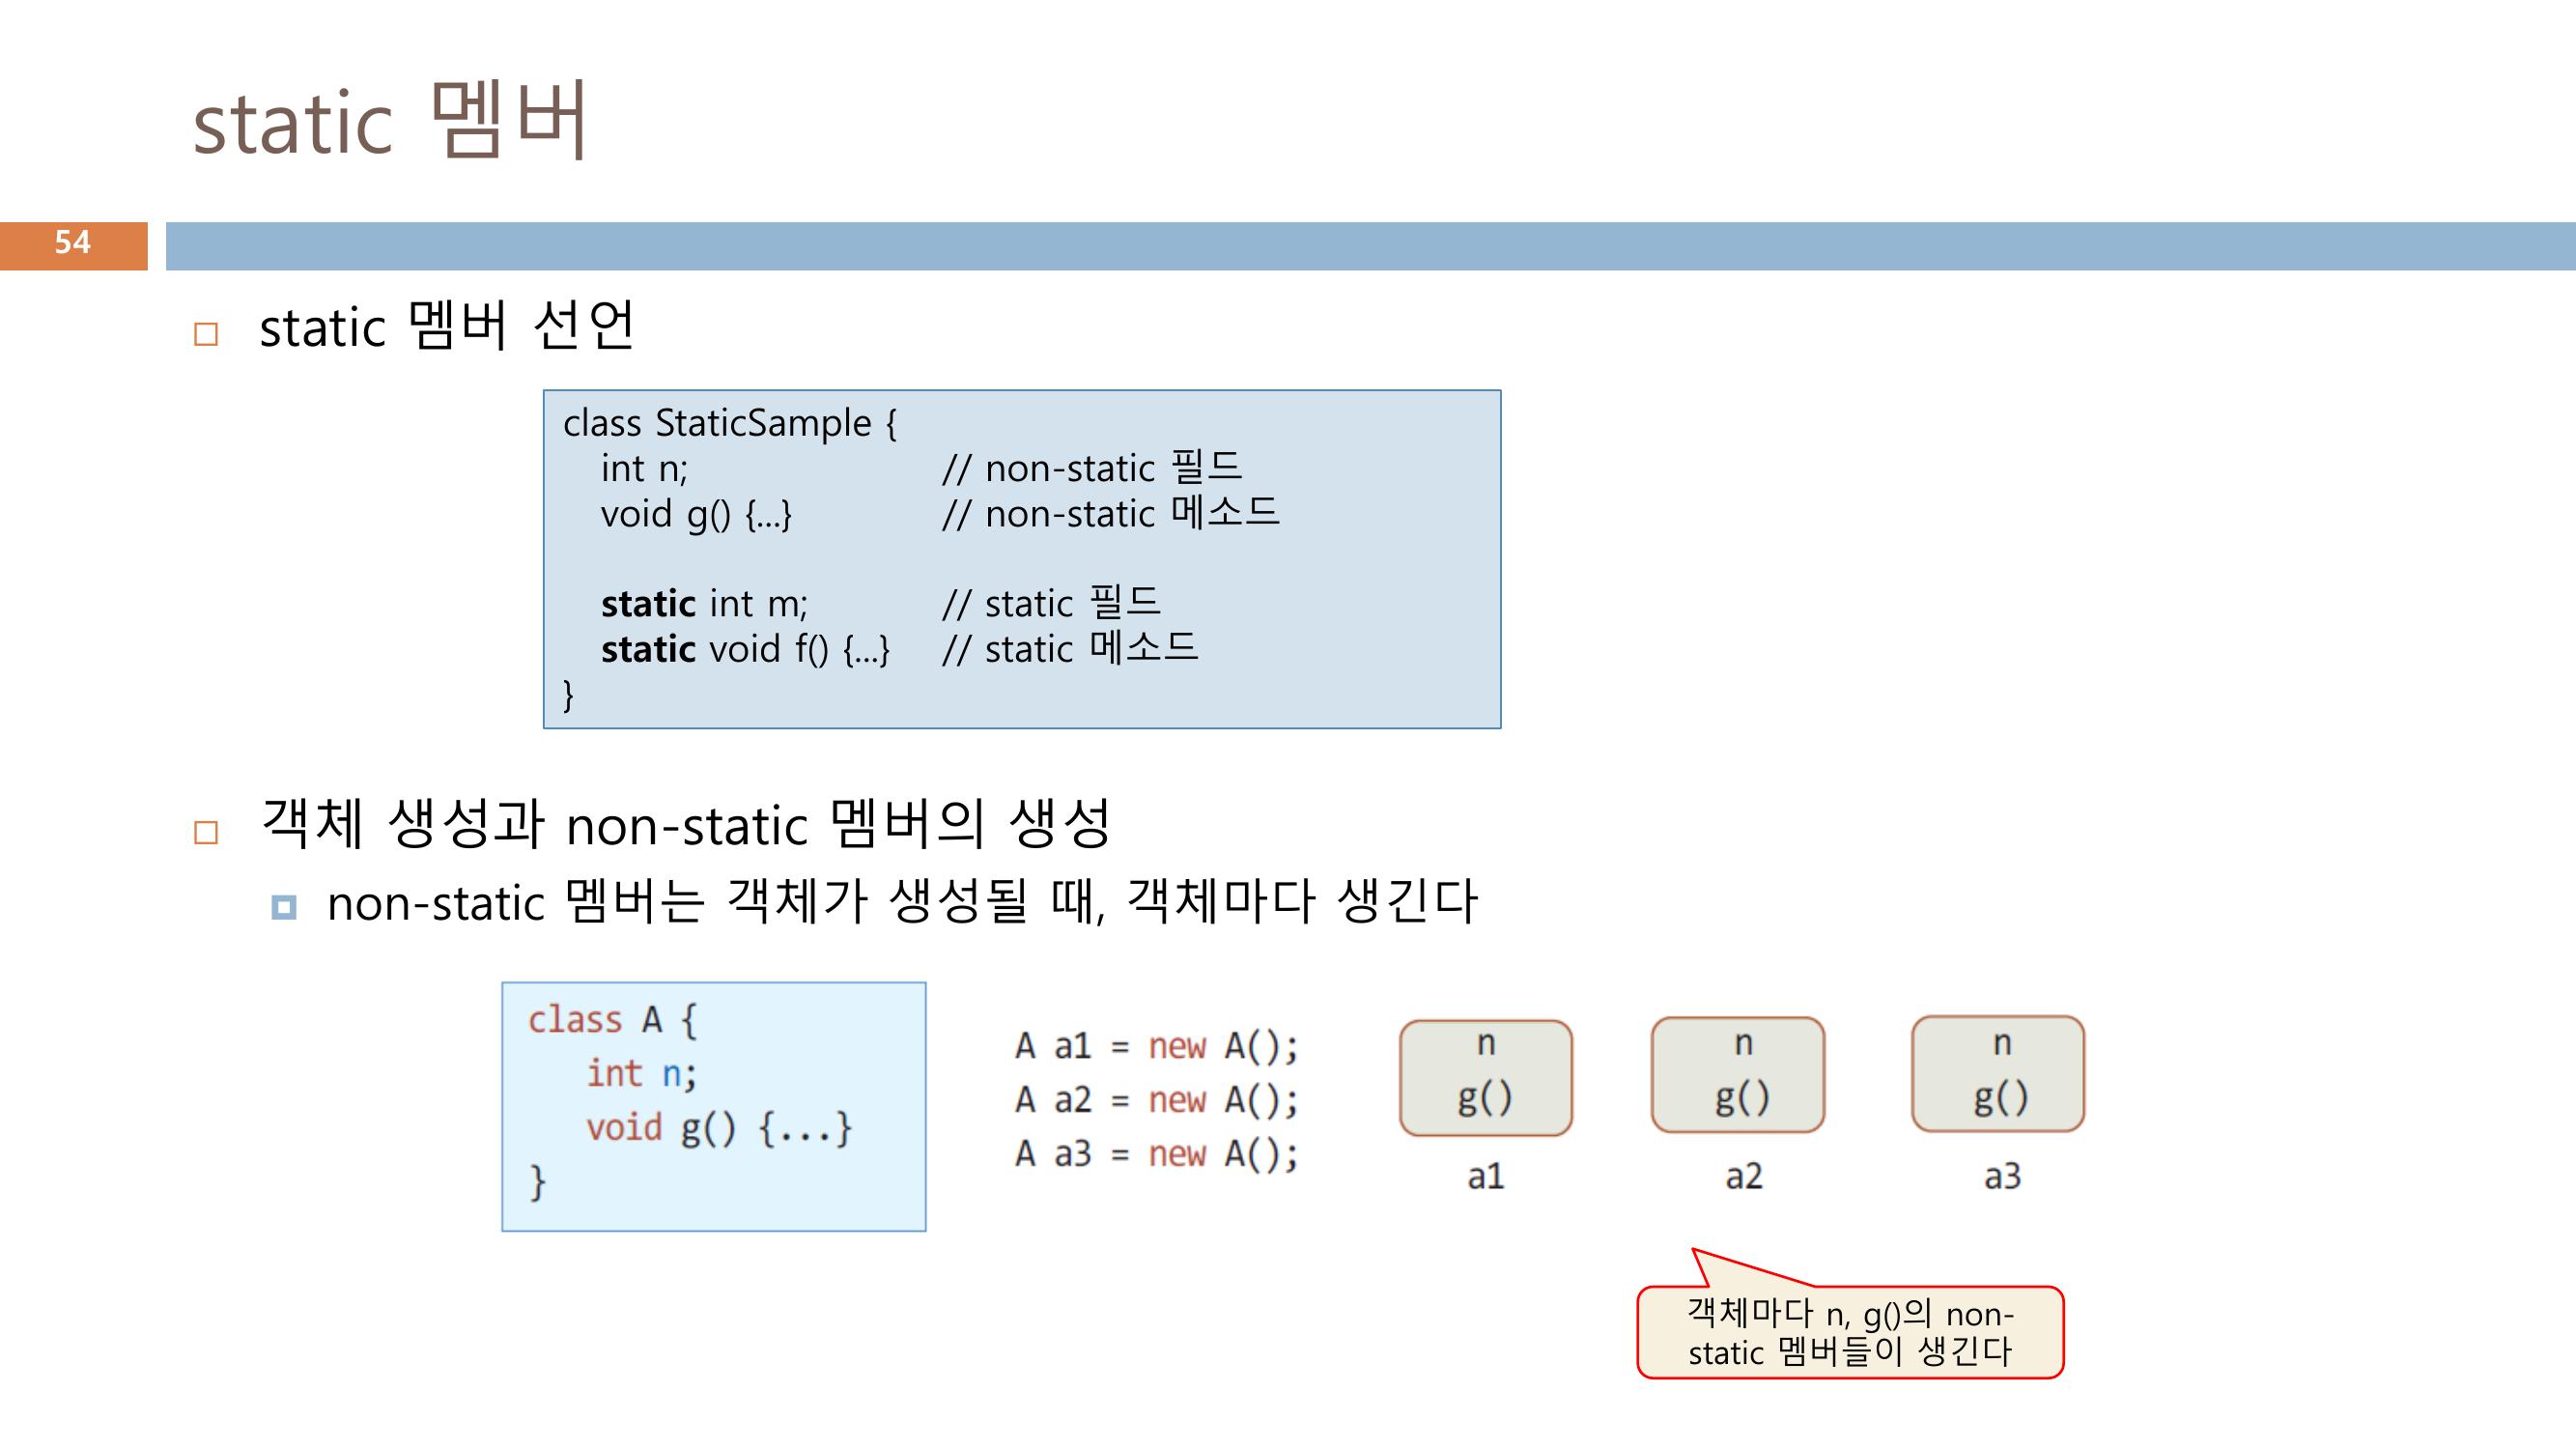 static 멤버
54
static 멤버 선언
class StaticSample {
int n; // non-static 필드
void g() {...} // non-static 메소드
static int m; // static 필드
static void f() {...} // static 메소드
}
객체 생성과 non-static 멤버의 생성
non-static 멤버는 객체가 생성될 때, 객체마다 생긴다
class A {
int n;
void g() {...}
}
A a1 = new A();
A a2 = new A();
A a3 = new A();
n
g()
a1
n
g()
a2
n
g()
a3
객체마다 n, g()의 non-
static 멤버들이 생긴다